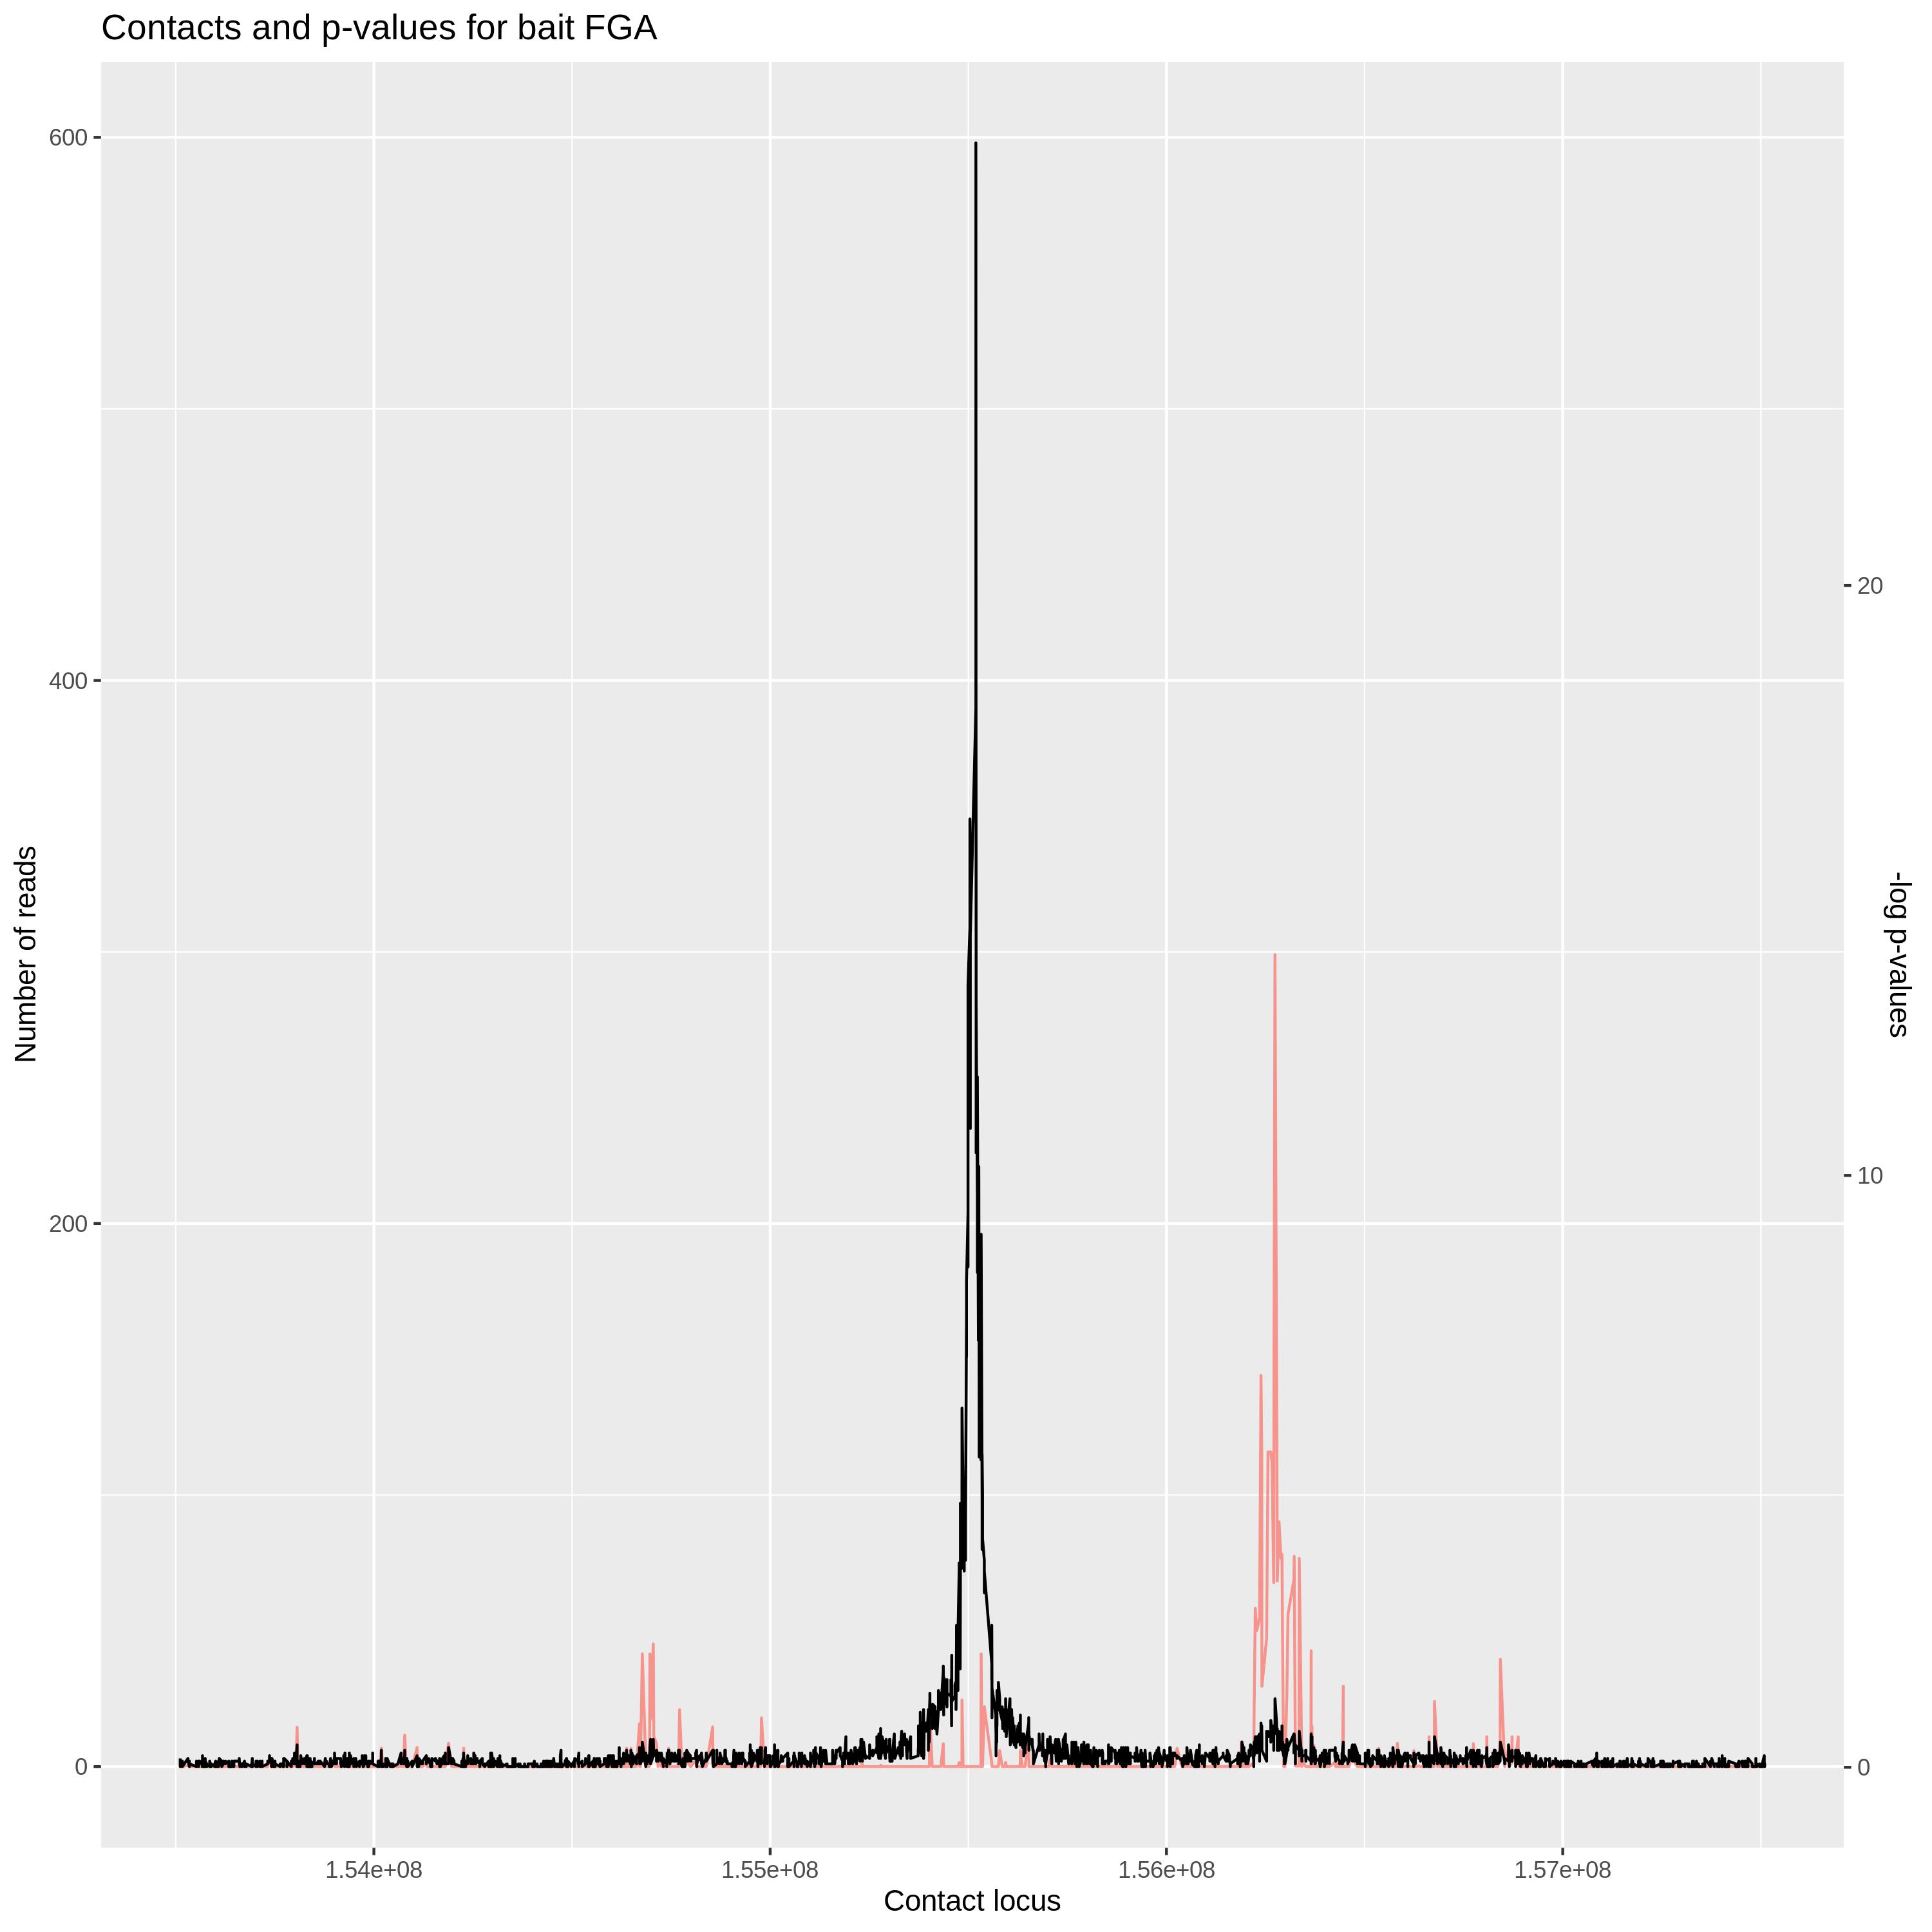 Contacts and p-values for bait FGA
600
400
200
0
Number of reads
20
10
0
-log p-values
1.54e+08
1.55e+08
1.56e+08
1.57e+08
Contact locus